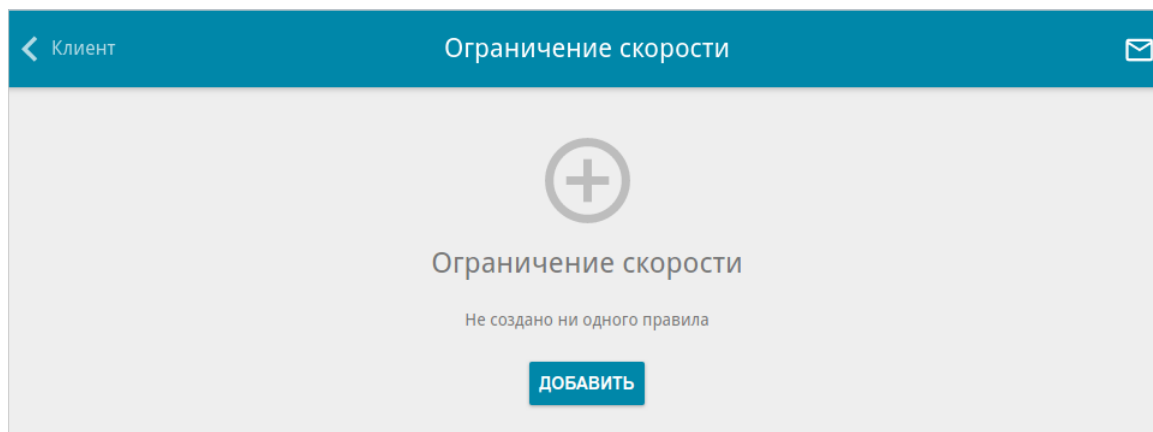 Клиент
Ограничение скорости
Ограничение скорости
Не создано ни одного правила
ДОБАВИТЬ